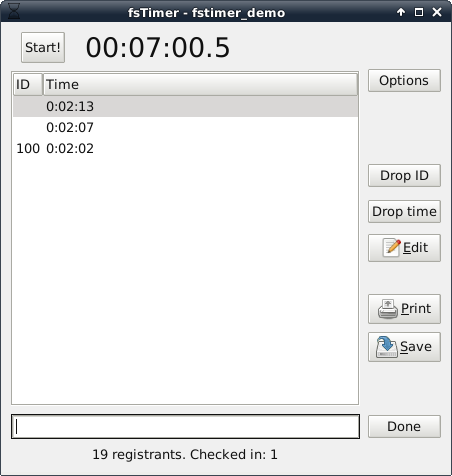 fsTimer - fstimer_demo
Start! 00:07:00.5
ID Time
0:02:13
0:02:07
100 0:02:02
Options
Drop ID
Drop time
Edit
Print
Save
Done
19 registrants. Checked in: 1